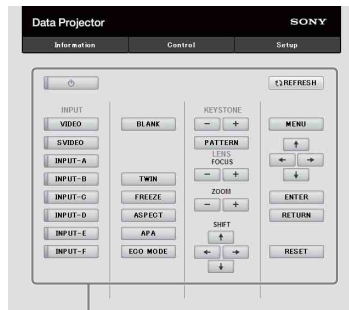 Data Projector
SONY
Information Control Setup
REFRESH
INPUT KEYSTONE
VIDEO BLANK - + MENU
SVIDEO PATTERN
INPUT-A LENS
FOCUS
INPUT-B TWIN - +
INPUT-C FREEZE ZOOM ENTER
- +
INPUT-D ASPECT RETURN
INPUT-E APA SHIFT
INPUT-F ECO MODE RESET